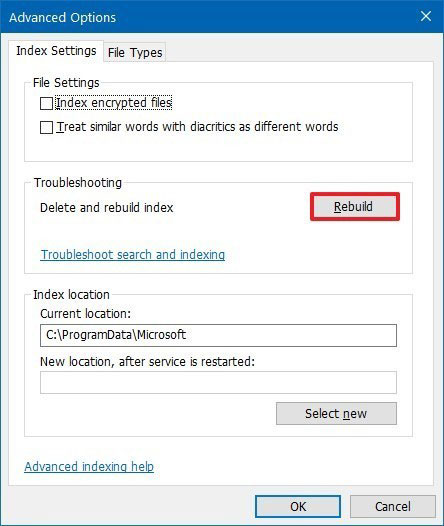 Advanced Options
Index Settings File Types
File Settings
Index encrypted files
Treat similar words with diacritics as different words
Troubleshooting
Delete and rebuild index Rebuild
Troubleshoot search and indexing
Index location
Current location:
C:\ProgramData\Microsoft
New location, after service is restarted:
Select new
Advanced indexing help
OK Cancel